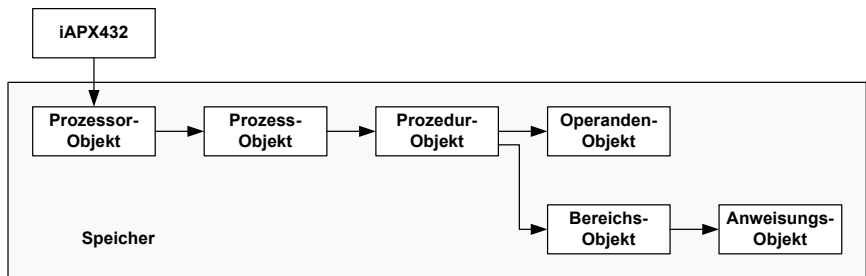 iAPX432
Prozessor-
Objekt
Prozess-
Objekt
Prozedur-
Objekt
Operanden-
Objekt
Bereichs-
Objekt
Anweisungs-
Objekt
Speicher